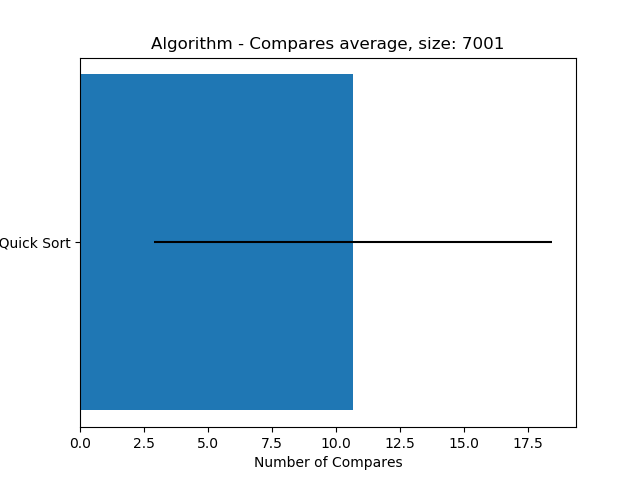 Algorithm - Compares average, size: 7001
Quick Sort
0.0 2.5 5.0 7.5 10.0 12.5 15.0 17.5
Number of Compares